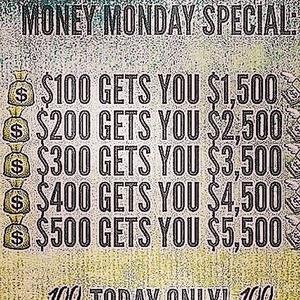 MONEY MONDAY SPECIAL:
$100 GETS YOU $1,500
$200 GETS YOU $2,500
$300 GETS YOU $3,500
$400 GETS YOU $4,500
$500 GETS YOU $5,500
100 TODAY ONLY! 100